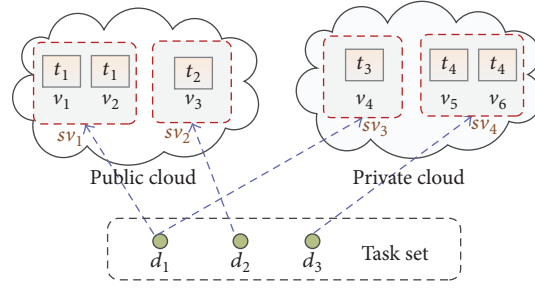 t₁ t₁ t₂ t₃ t₄ t₄
v₁ v₂ v₃ v₄ v₅ v₆
sv₁ sv₂ sv₃ sv₄
Public cloud Private cloud
Task set
d₁ d₂ d₃